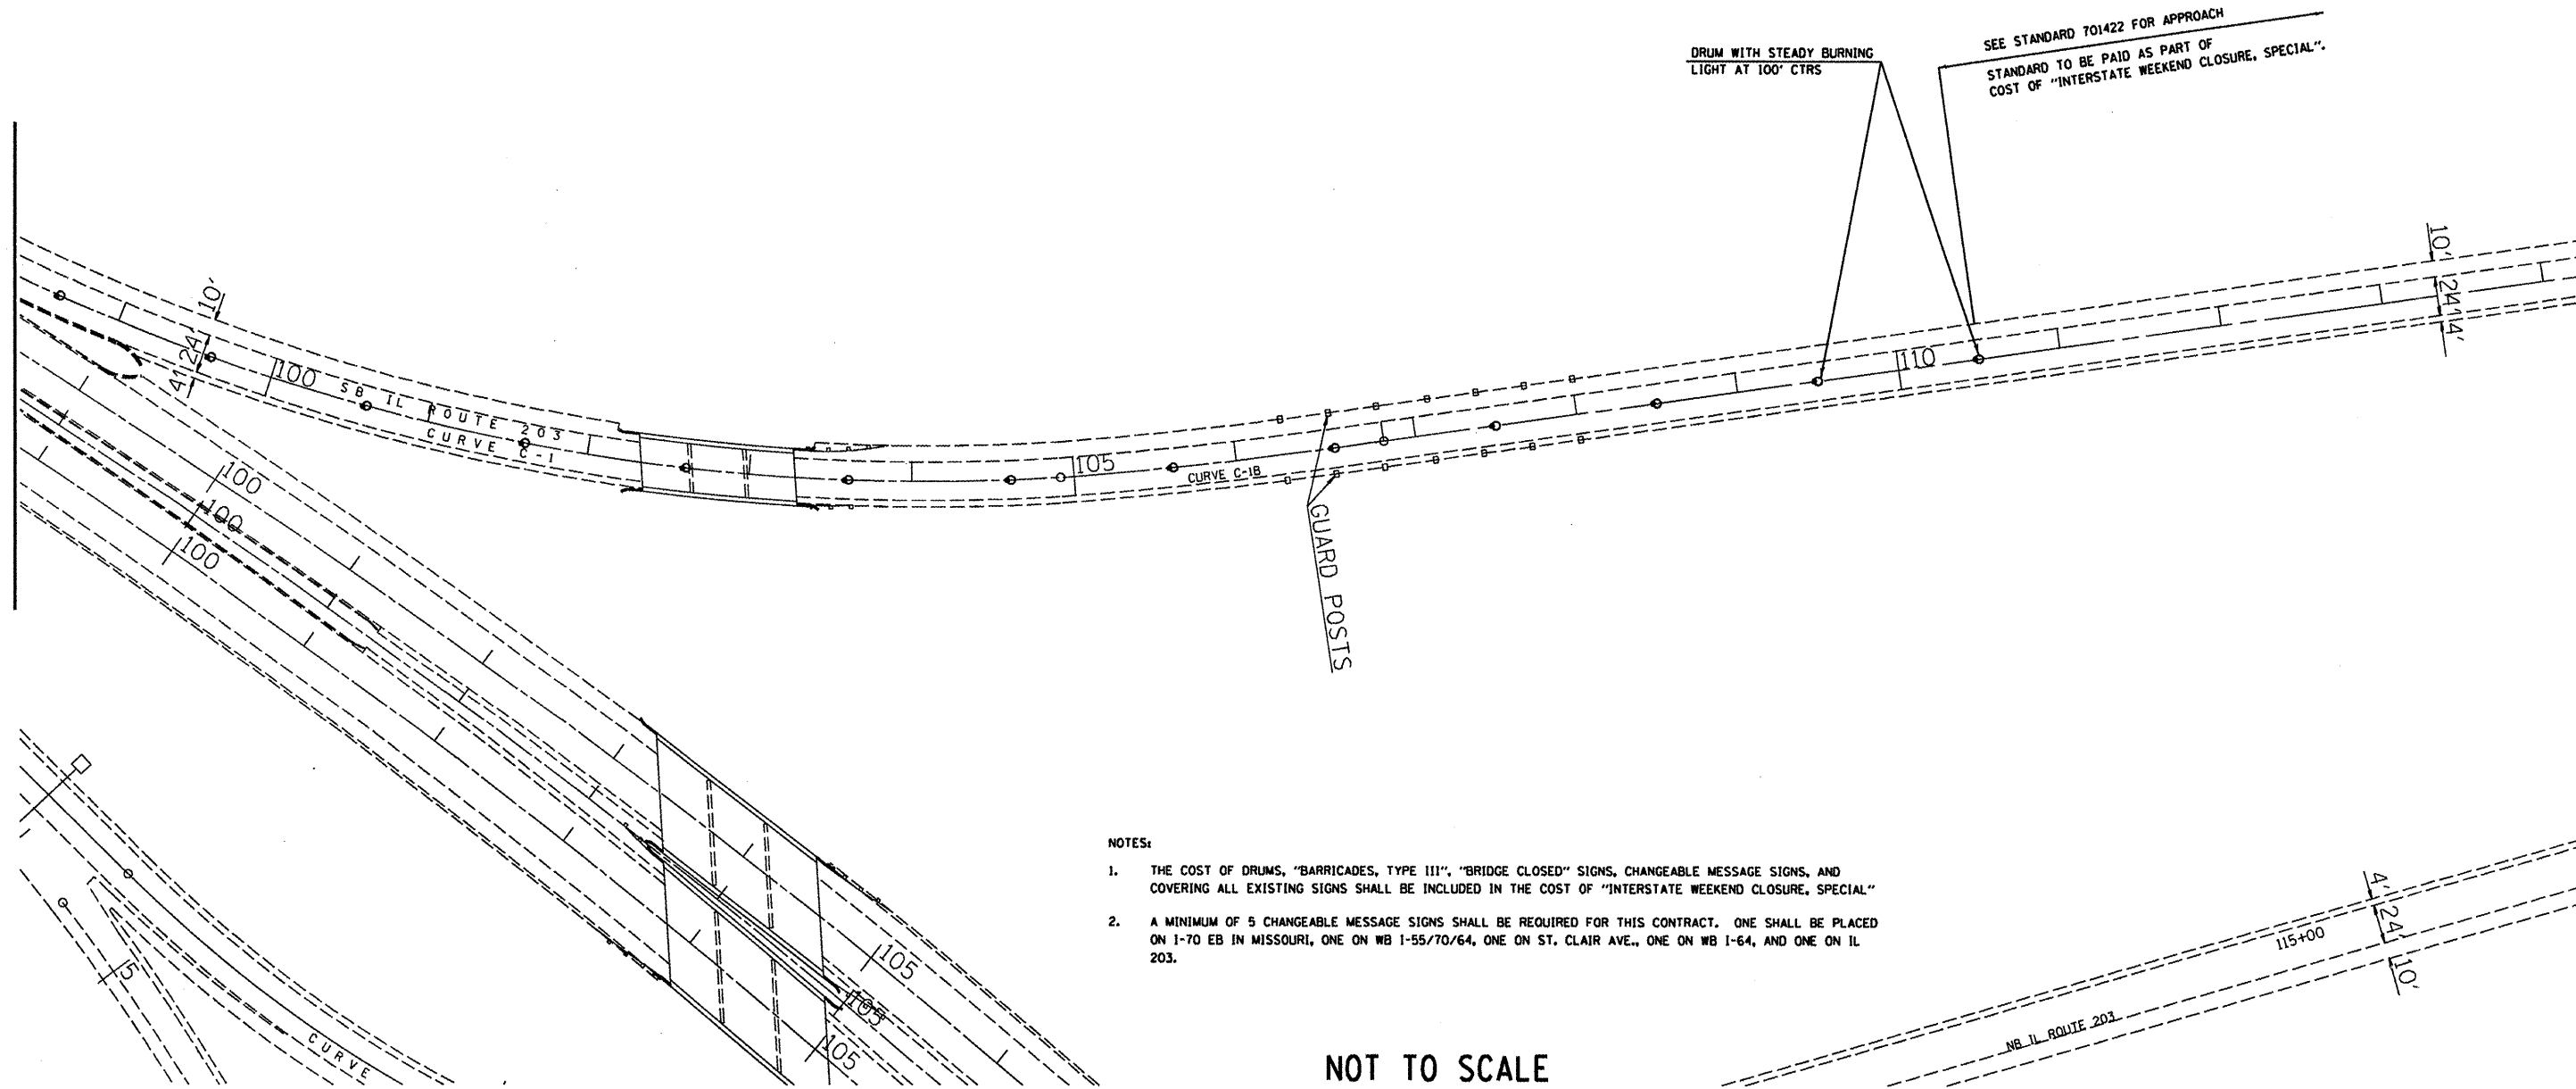 SEE STANDARD 701422 FOR APPROACH
STANDARD TO BE PAID AS PART OF
COST OF "INTERSTATE WEEKEND CLOSURE, SPECIAL".
DRUM WITH STEADY BURNING
LIGHT AT 100' CTRS
10'
24'
4'
10'
24'
4'
100
SB IL ROUTE 203
CURVE C-1
105
CURVE C-1B
110
GUARD POSTS
100
100
100
NOTES:
1. THE COST OF DRUMS, "BARRICADES, TYPE III", "BRIDGE CLOSED" SIGNS, CHANGEABLE MESSAGE SIGNS, AND
COVERING ALL EXISTING SIGNS SHALL BE INCLUDED IN THE COST OF "INTERSTATE WEEKEND CLOSURE, SPECIAL"
2. A MINIMUM OF 5 CHANGEABLE MESSAGE SIGNS SHALL BE REQUIRED FOR THIS CONTRACT. ONE SHALL BE PLACED
ON I-70 EB IN MISSOURI, ONE ON WB I-55/70/64, ONE ON ST. CLAIR AVE., ONE ON WB I-64, AND ONE ON IL
203.
105
105
105
5
CURVE
4'
24'
10'
115+00
NB IL ROUTE 203
NOT TO SCALE